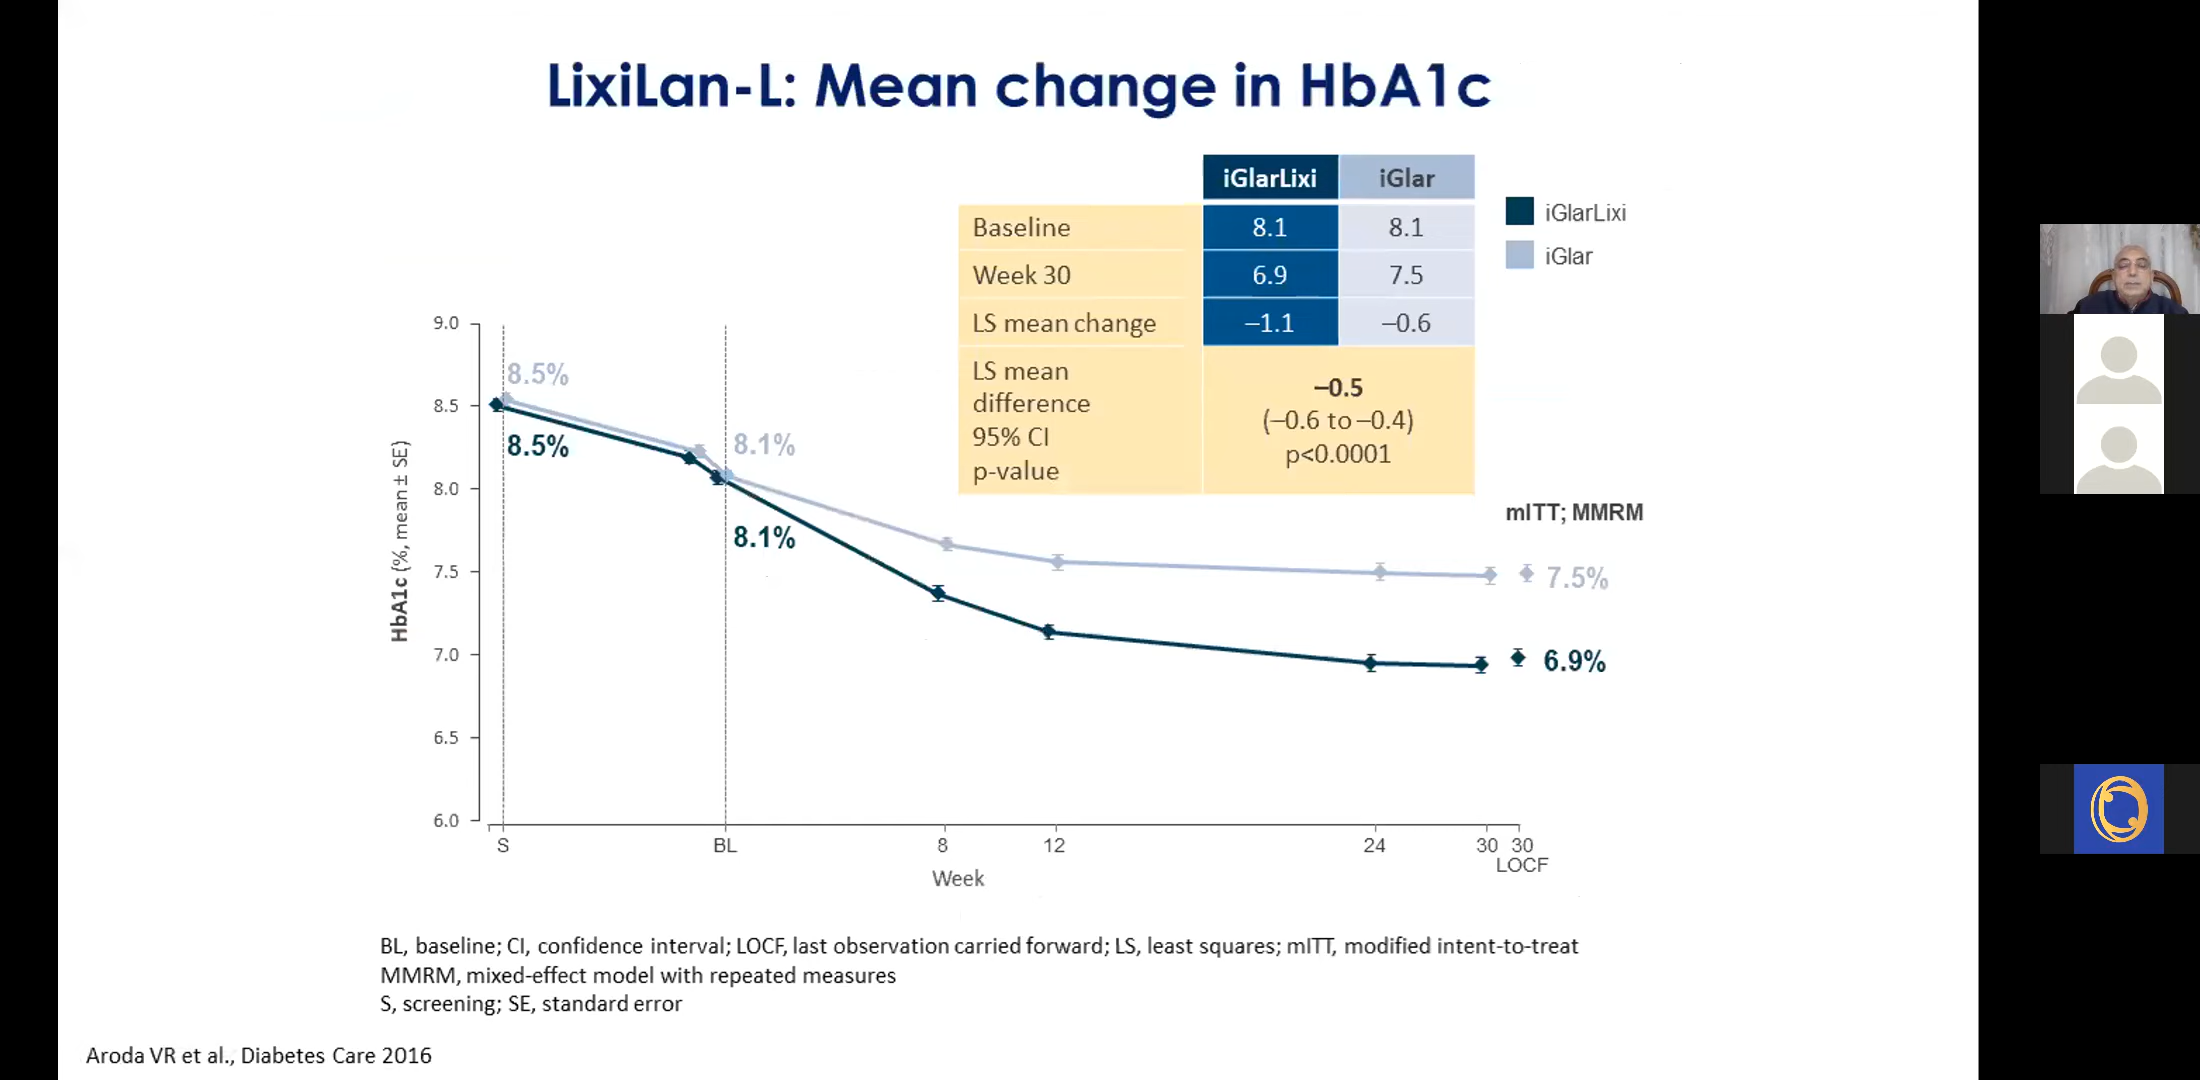 LixiLan-L: Mean change in HbA1c
iGlarLixi iGlar
Baseline 8.1 8.1
Week 30 6.9 7.5
LS mean change –1.1 –0.6
LS mean
difference
95% CI
p-value
–0.5
(–0.6 to –0.4)
p<0.0001
iGlarLixi
iGlar
mITT; MMRM
HbA1c (%, mean ± SE)
9.0
8.5
8.0
7.5
7.0
6.5
6.0
8.5%
8.5%
8.1%
8.1%
7.5%
6.9%
S BL 8 12 24 30 30
LOCF
Week
BL, baseline; CI, confidence interval; LOCF, last observation carried forward; LS, least squares; mITT, modified intent-to-treat
MMRM, mixed-effect model with repeated measures
S, screening; SE, standard error
Aroda VR et al., Diabetes Care 2016